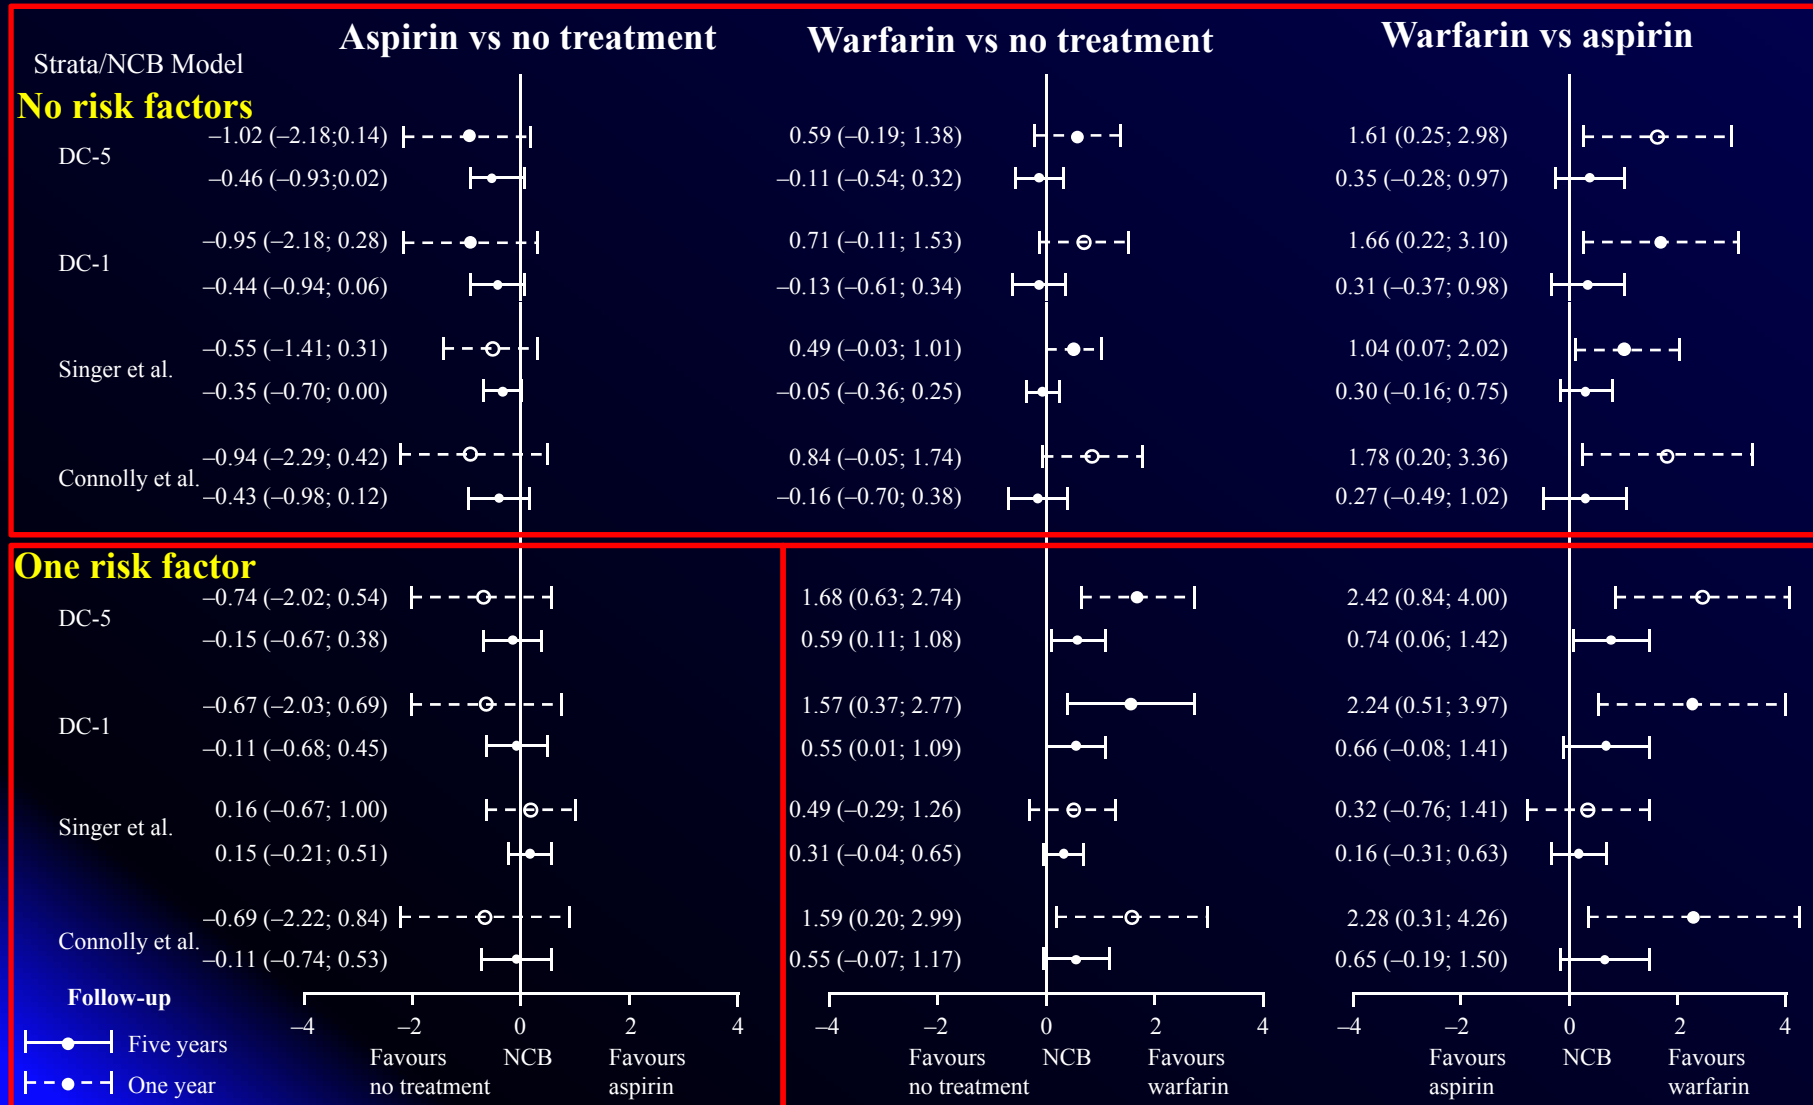 Aspirin vs no treatment Warfarin vs no treatment Warfarin vs aspirin
Strata/NCB Model
No risk factors
–1.02 (–2.18;0.14) 0.59 (–0.19; 1.38) 1.61 (0.25; 2.98)
DC-5
–0.46 (–0.93;0.02) –0.11 (–0.54; 0.32) 0.35 (–0.28; 0.97)
–0.95 (–2.18; 0.28) 0.71 (–0.11; 1.53) 1.66 (0.22; 3.10)
DC-1
–0.44 (–0.94; 0.06) –0.13 (–0.61; 0.34) 0.31 (–0.37; 0.98)
–0.55 (–1.41; 0.31) 0.49 (–0.03; 1.01) 1.04 (0.07; 2.02)
Singer et al.
–0.35 (–0.70; 0.00) –0.05 (–0.36; 0.25) 0.30 (–0.16; 0.75)
–0.94 (–2.29; 0.42) 0.84 (–0.05; 1.74) 1.78 (0.20; 3.36)
Connolly et al.
–0.43 (–0.98; 0.12) –0.16 (–0.70; 0.38) 0.27 (–0.49; 1.02)
One risk factor
–0.74 (–2.02; 0.54) 1.68 (0.63; 2.74) 2.42 (0.84; 4.00)
DC-5
–0.15 (–0.67; 0.38) 0.59 (0.11; 1.08) 0.74 (0.06; 1.42)
–0.67 (–2.03; 0.69) 1.57 (0.37; 2.77) 2.24 (0.51; 3.97)
DC-1
–0.11 (–0.68; 0.45) 0.55 (0.01; 1.09) 0.66 (–0.08; 1.41)
0.16 (–0.67; 1.00) 0.49 (–0.29; 1.26) 0.32 (–0.76; 1.41)
Singer et al.
0.15 (–0.21; 0.51) 0.31 (–0.04; 0.65) 0.16 (–0.31; 0.63)
–0.69 (–2.22; 0.84) 1.59 (0.20; 2.99) 2.28 (0.31; 4.26)
Connolly et al.
–0.11 (–0.74; 0.53) 0.55 (–0.07; 1.17) 0.65 (–0.19; 1.50)
Follow-up
–4 –2 0 2 4 –4 –2 0 2 4 –4 –2 0 2 4
Five years
Favours NCB Favours Favours NCB Favours Favours NCB Favours
One year
no treatment aspirin no treatment warfarin aspirin warfarin